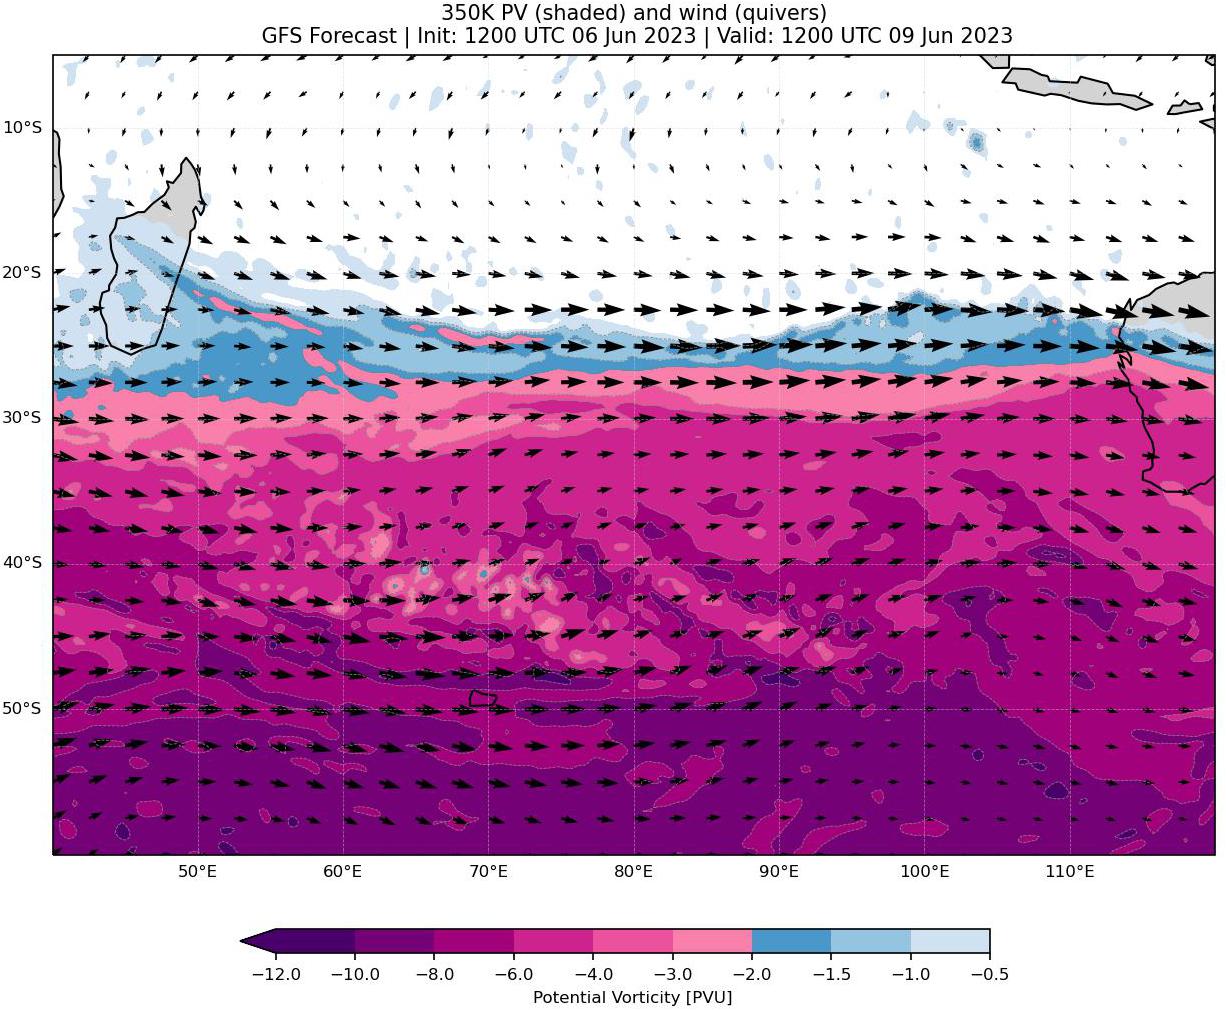 350K PV (shaded) and wind (quivers)
GFS Forecast | Init: 1200 UTC 06 Jun 2023 | Valid: 1200 UTC 09 Jun 2023
10°S
20°S
30°S
40°S
50°S
50°E 60°E 70°E 80°E 90°E 100°E 110°E
−12.0 −10.0 −8.0 −6.0 −4.0 −3.0 −2.0 −1.5 −1.0 −0.5
Potential Vorticity [PVU]